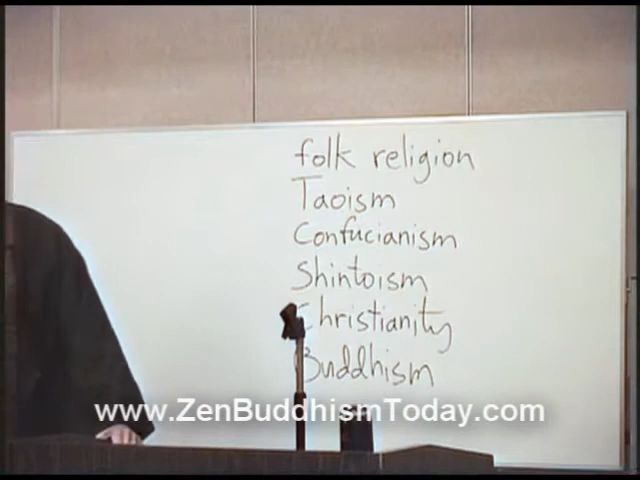 folk religion
Taoism
Confucianism
Shintoism
Christianity
Buddhism
www.ZenBuddhismToday.com